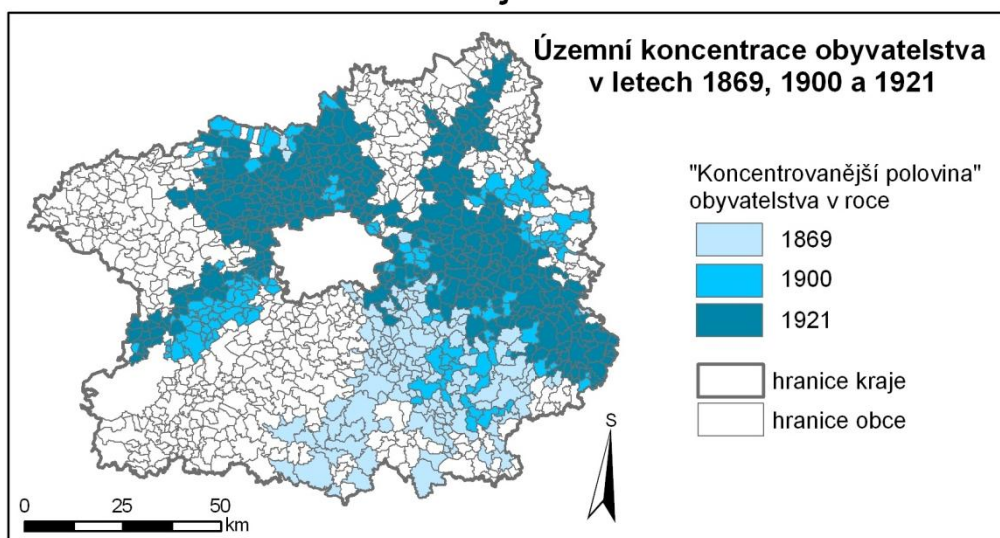 Územní koncentrace obyvatelstva
v letech 1869, 1900 a 1921
"Koncentrovanější polovina"
obyvatelstva v roce
1869
1900
1921
hranice kraje
hranice obce
S
0 25 50
km